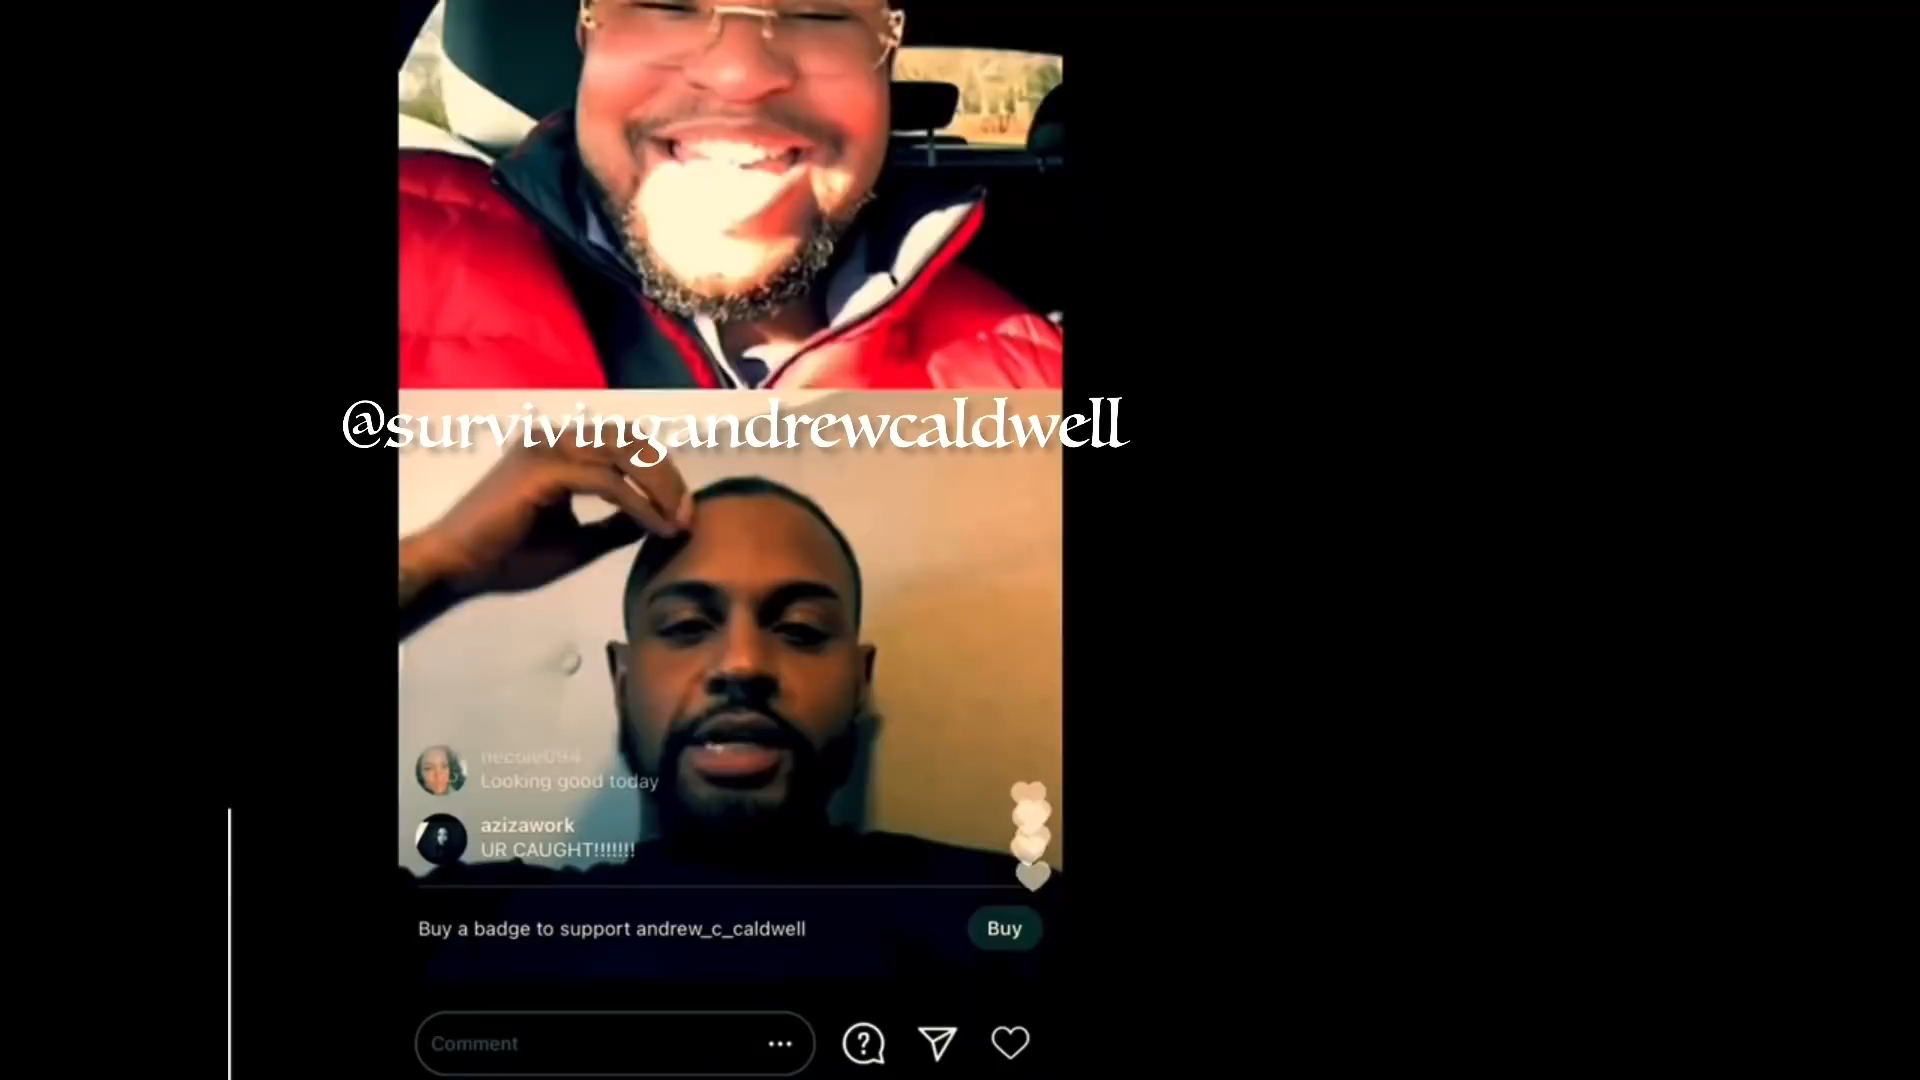 @survivingandrewcaldwell
Looking good today
azizawork
UR CAUGHT!!!!!!!
Buy a badge to support andrew_c_caldwell
Buy
Comment